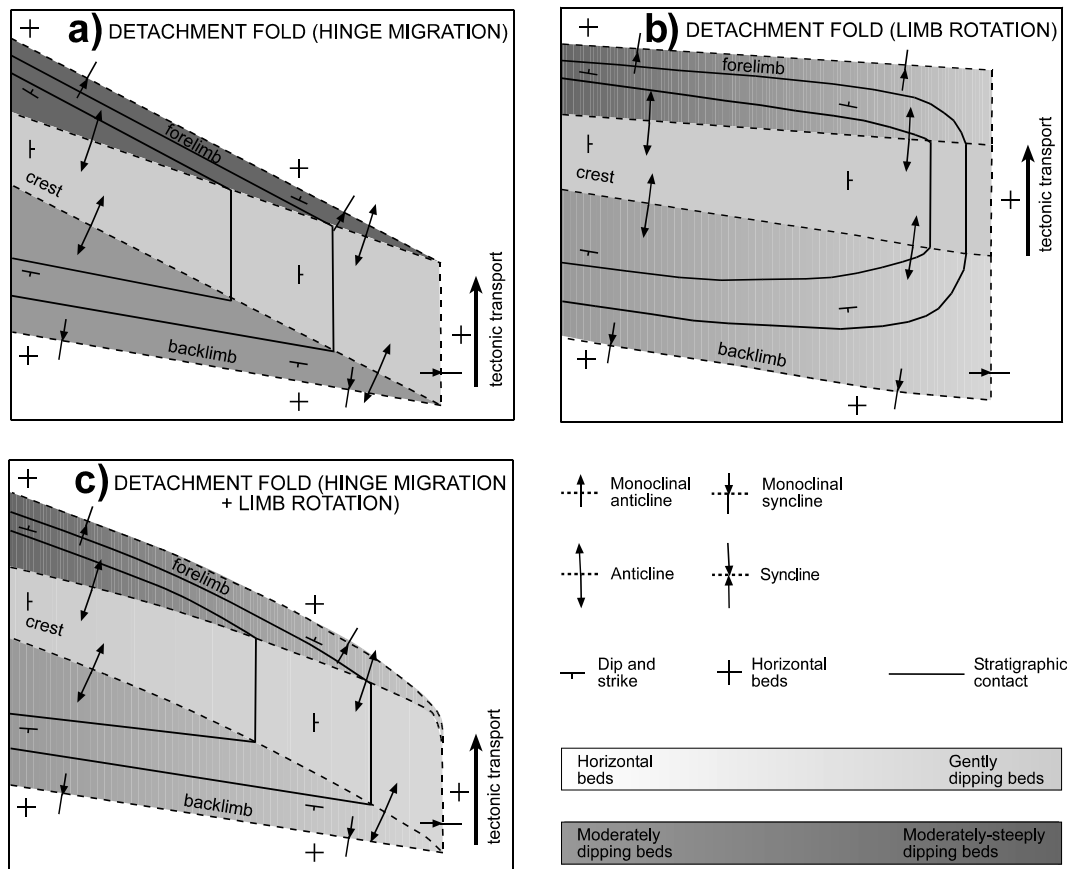 a) DETACHMENT FOLD (HINGE MIGRATION)
forelimb
crest
backlimb
tectonic transport
b) DETACHMENT FOLD (LIMB ROTATION)
forelimb
crest
backlimb
tectonic transport
c) DETACHMENT FOLD (HINGE MIGRATION
+ LIMB ROTATION)
forelimb
crest
backlimb
tectonic transport
Monoclinal
anticline
Monoclinal
syncline
Anticline
Syncline
Dip and
strike
Horizontal
beds
Stratigraphic
contact
Horizontal
beds
Gently
dipping beds
Moderately
dipping beds
Moderately-steeply
dipping beds